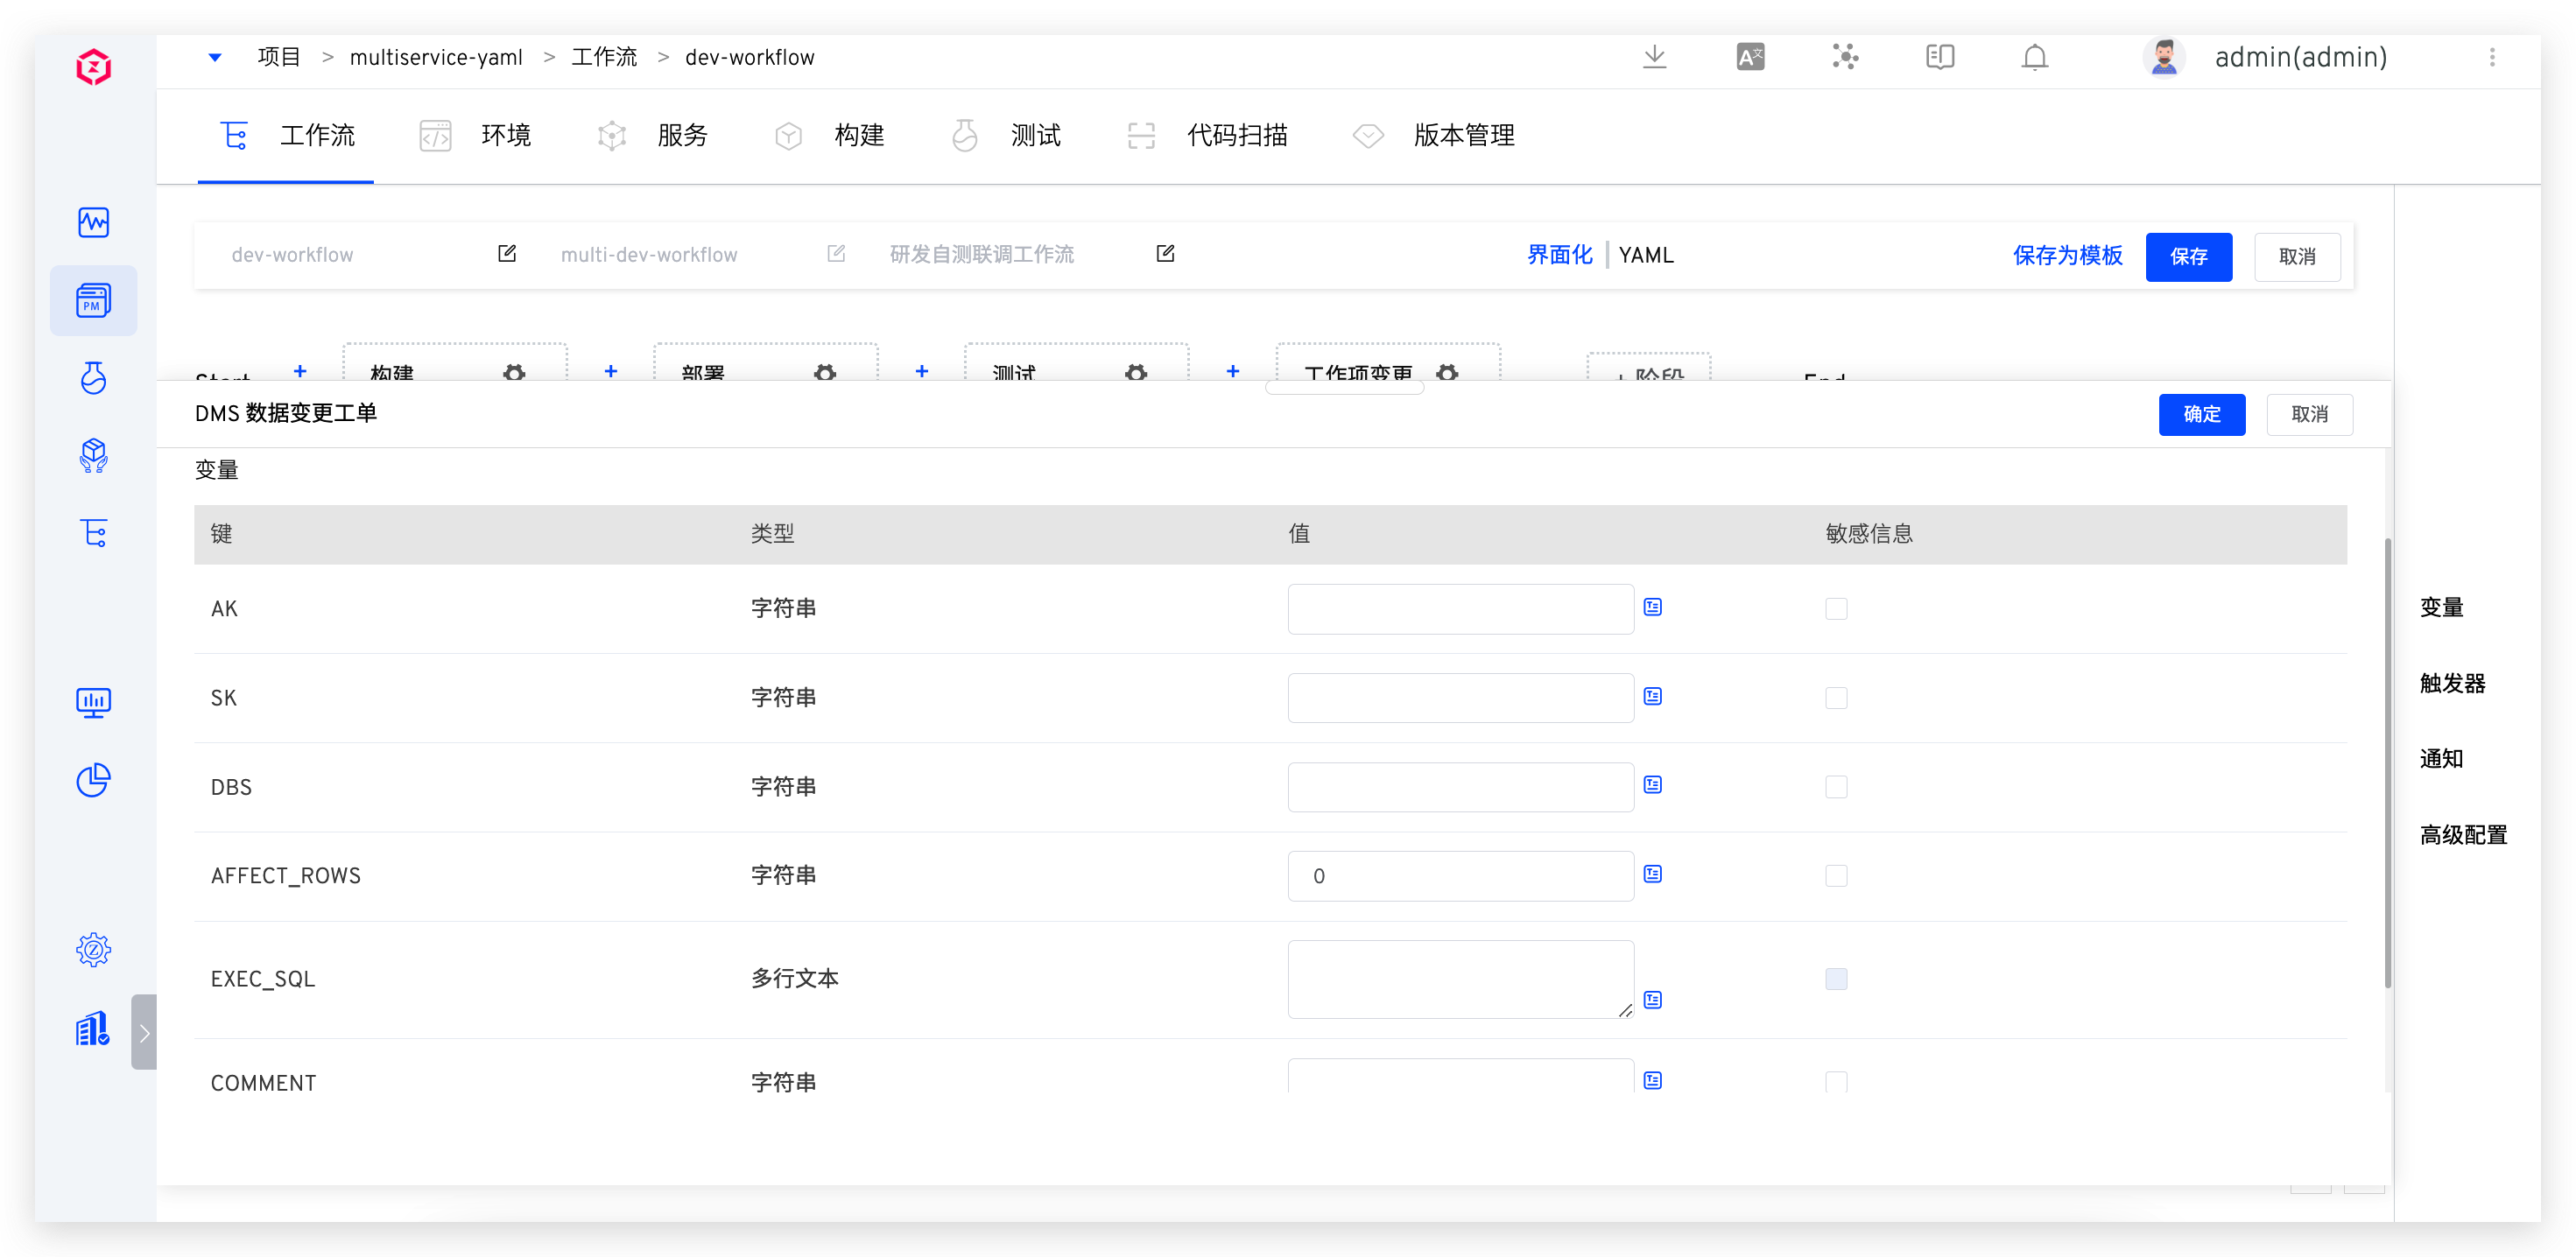 项目 > multiservice-yaml > 工作流 > dev-workflow
admin(admin)
工作流 环境 服务 构建 测试 代码扫描 版本管理
PM
dev-workflow multi-dev-workflow 研发自测联调工作流 界面化 | YAML 保存为模板 保存 取消
Start + 构建 + 部署 + 测试 + 工作项变更 + 阶段 End
DMS 数据变更工单 确定 取消
变量
键 类型 值 敏感信息
AK 字符串
SK 字符串
DBS 字符串
AFFECT_ROWS 字符串 0
EXEC_SQL 多行文本
COMMENT 字符串
变量
触发器
通知
高级配置